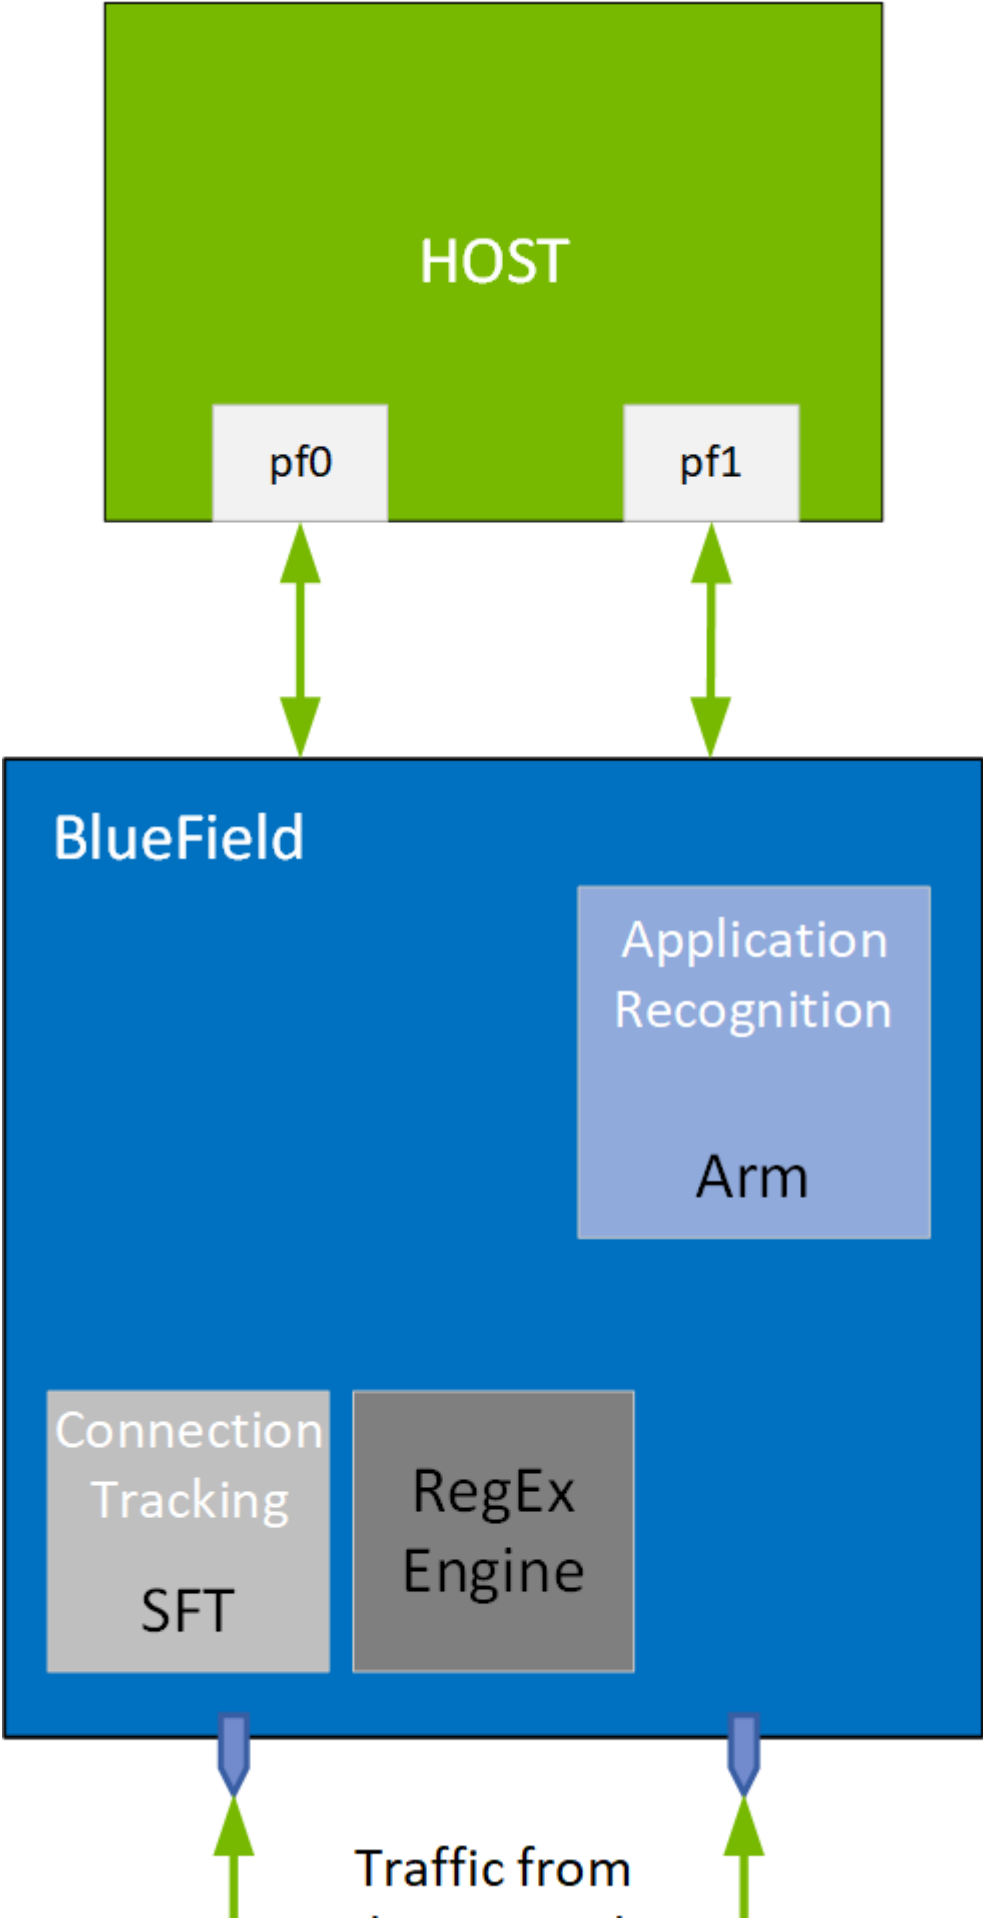 HOST
pf0
pf1
BlueField
Application
Recognition
Arm
Connection
Tracking
SFT
RegEx
Engine
Traffic from